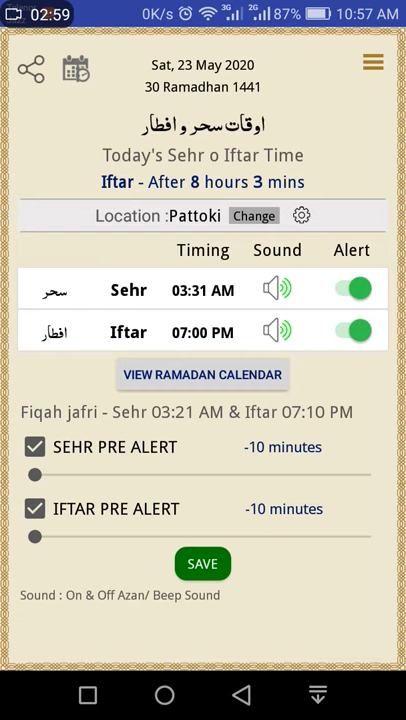 02:59 0K/S 3G 2G 87% 10:57 AM
Sat, 23 May 2020
30 Ramadhan 1441
اوقات سحر و افطار
Today's Sehr o Iftar Time
Iftar - After 8 hours 3 mins
Location :Pattoki Change
Timing Sound Alert
سحر Sehr 03:31 AM
افطار Iftar 07:00 PM
VIEW RAMADAN CALENDAR
Fiqah jafri - Sehr 03:21 AM & Iftar 07:10 PM
SEHR PRE ALERT -10 minutes
IFTAR PRE ALERT -10 minutes
SAVE
Sound : On & Off Azan/ Beep Sound